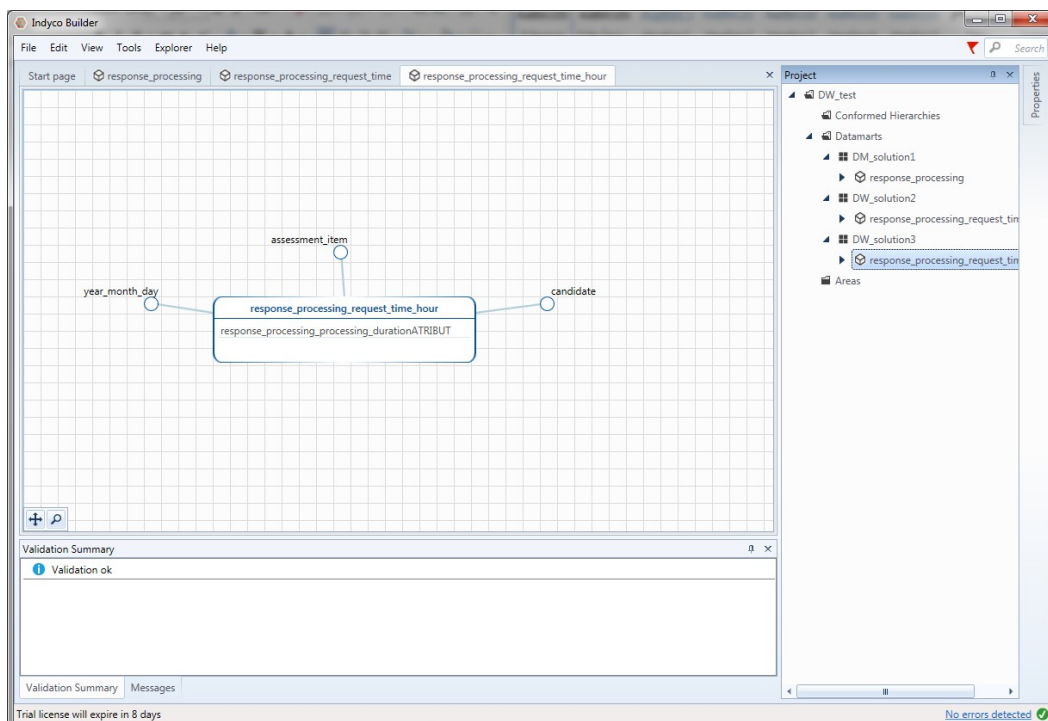 Indyco Builder
File Edit View Tools Explorer Help
Search
Start page response_processing response_processing_request_time response_processing_request_time_hour
Project
Properties
DW_test
Conformed Hierarchies
Datamarts
DM_solution1
response_processing
DW_solution2
response_processing_request_tin
DW_solution3
response_processing_request_tin
Areas
assessment_item
year_month_day
candidate
response_processing_request_time_hour
response_processing_processing_durationATRIBUT
Validation Summary
Validation ok
Validation Summary Messages
Trial license will expire in 8 days
No errors detected